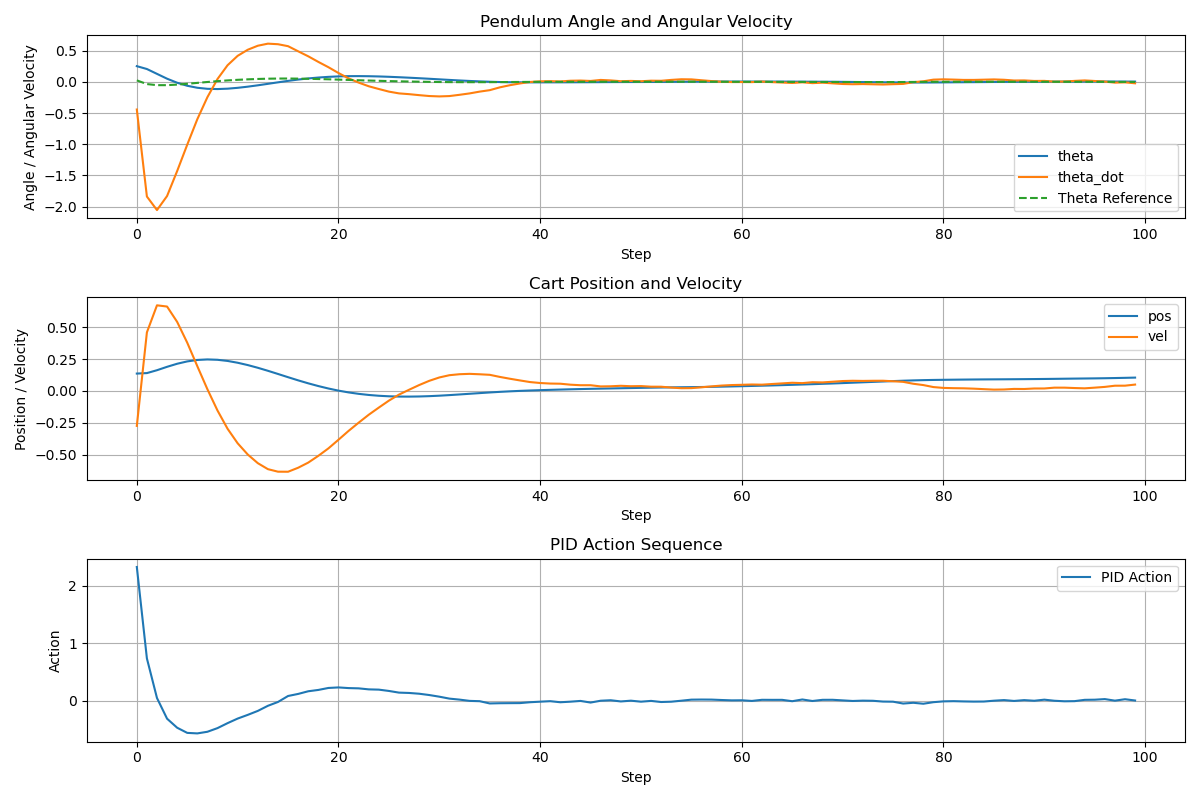 Pendulum Angle and Angular Velocity
Angle / Angular Velocity
0.5
0.0
−0.5
−1.0
−1.5
−2.0
theta
theta_dot
Theta Reference
0 20 40 60 80 100
Step
Cart Position and Velocity
Position / Velocity
0.50
0.25
0.00
−0.25
−0.50
pos
vel
0 20 40 60 80 100
Step
PID Action Sequence
Action
2
1
0
PID Action
0 20 40 60 80 100
Step